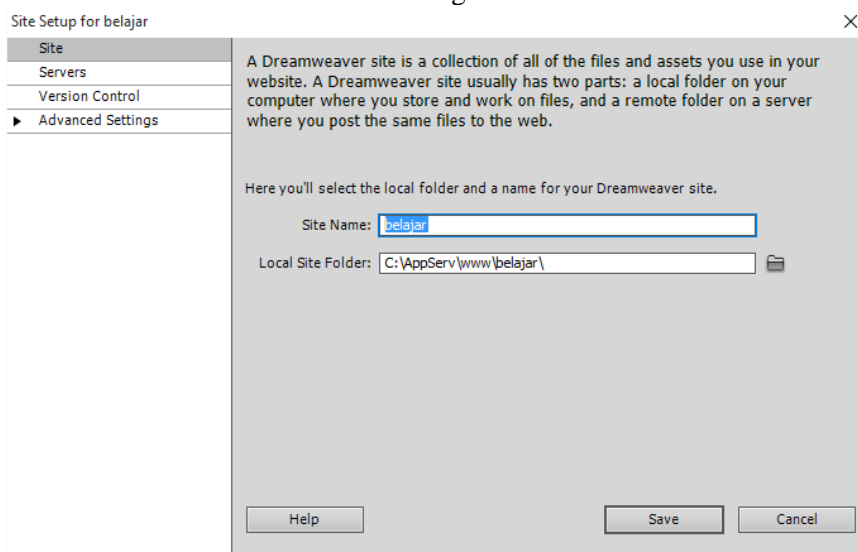 Site Setup for belajar
Site
Servers
Version Control
Advanced Settings
A Dreamweaver site is a collection of all of the files and assets you use in your
website. A Dreamweaver site usually has two parts: a local folder on your
computer where you store and work on files, and a remote folder on a server
where you post the same files to the web.
Here you'll select the local folder and a name for your Dreamweaver site.
Site Name: belajar
Local Site Folder: C:\AppServ\www\belajar\
Help Save Cancel